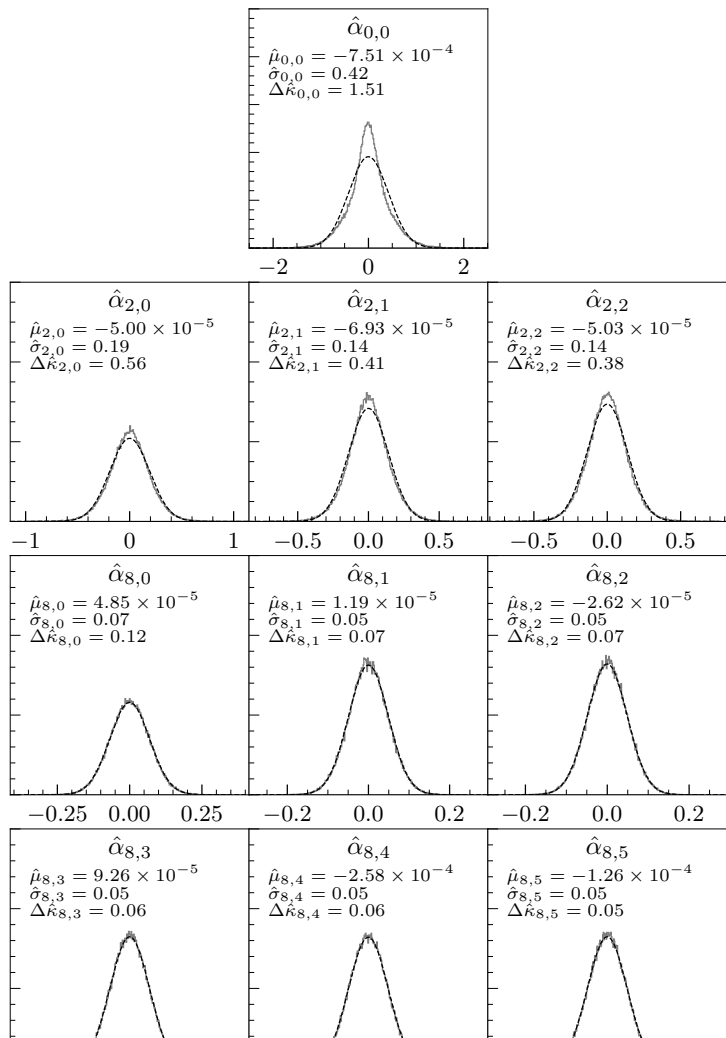 α̂₀,₀
μ̂₀,₀ = −7.51 × 10⁻⁴
σ̂₀,₀ = 0.42
Δκ̂₀,₀ = 1.51
−2 0 2
α̂₂,₀ α̂₂,₁ α̂₂,₂
μ̂₂,₀ = −5.00 × 10⁻⁵ μ̂₂,₁ = −6.93 × 10⁻⁵ μ̂₂,₂ = −5.03 × 10⁻⁵
σ̂₂,₀ = 0.19 σ̂₂,₁ = 0.14 σ̂₂,₂ = 0.14
Δκ̂₂,₀ = 0.56 Δκ̂₂,₁ = 0.41 Δκ̂₂,₂ = 0.38
−1 0 1 −0.5 0.0 0.5 −0.5 0.0 0.5
α̂₈,₀ α̂₈,₁ α̂₈,₂
μ̂₈,₀ = 4.85 × 10⁻⁵ μ̂₈,₁ = 1.19 × 10⁻⁵ μ̂₈,₂ = −2.62 × 10⁻⁵
σ̂₈,₀ = 0.07 σ̂₈,₁ = 0.05 σ̂₈,₂ = 0.05
Δκ̂₈,₀ = 0.12 Δκ̂₈,₁ = 0.07 Δκ̂₈,₂ = 0.07
−0.25 0.00 0.25 −0.2 0.0 0.2 −0.2 0.0 0.2
α̂₈,₃ α̂₈,₄ α̂₈,₅
μ̂₈,₃ = 9.26 × 10⁻⁵ μ̂₈,₄ = −2.58 × 10⁻⁴ μ̂₈,₅ = −1.26 × 10⁻⁴
σ̂₈,₃ = 0.05 σ̂₈,₄ = 0.05 σ̂₈,₅ = 0.05
Δκ̂₈,₃ = 0.06 Δκ̂₈,₄ = 0.06 Δκ̂₈,₅ = 0.05